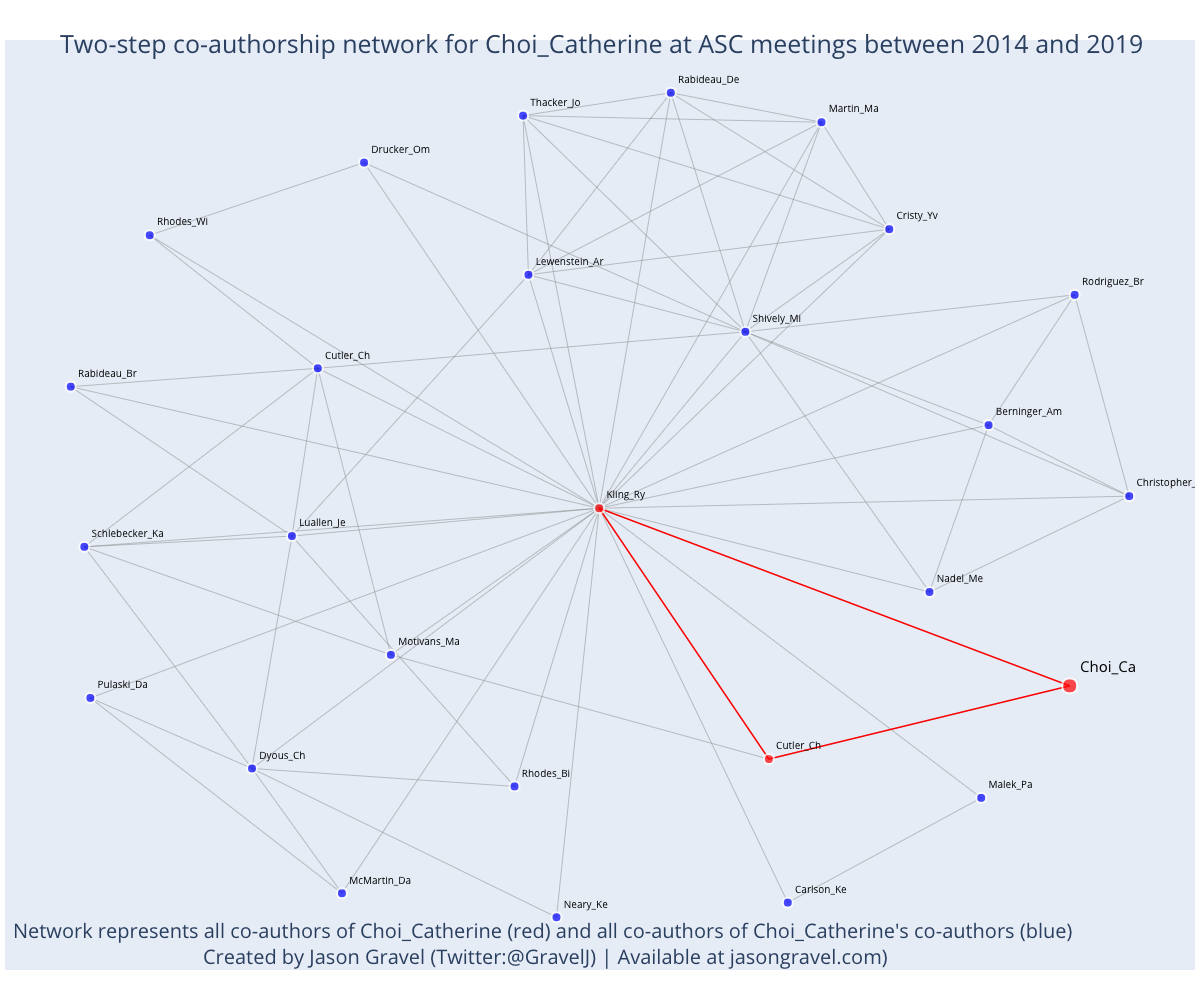 Two-step co-authorship network for Choi_Catherine at ASC meetings between 2014 and 2019
Rabideau_De
Thacker_Jo
Martin_Ma
Drucker_Om
Rhodes_Wi
Cristy_Yv
Lewenstein_Ar
Rodriguez_Br
Shively_Mi
Cutler_Ch
Rabideau_Br
Berninger_Am
Christopher_
Kling_Ry
Luallen_Je
Schlebecker_Ka
Nadel_Me
Motivans_Ma
Choi_Ca
Pulaski_Da
Cutler_Ch
Dyous_Ch
Rhodes_Bi
Malek_Pa
McMartin_Da
Carlson_Ke
Neary_Ke
Network represents all co-authors of Choi_Catherine (red) and all co-authors of Choi_Catherine's co-authors (blue)
Created by Jason Gravel (Twitter:@GravelJ) | Available at jasongravel.com)